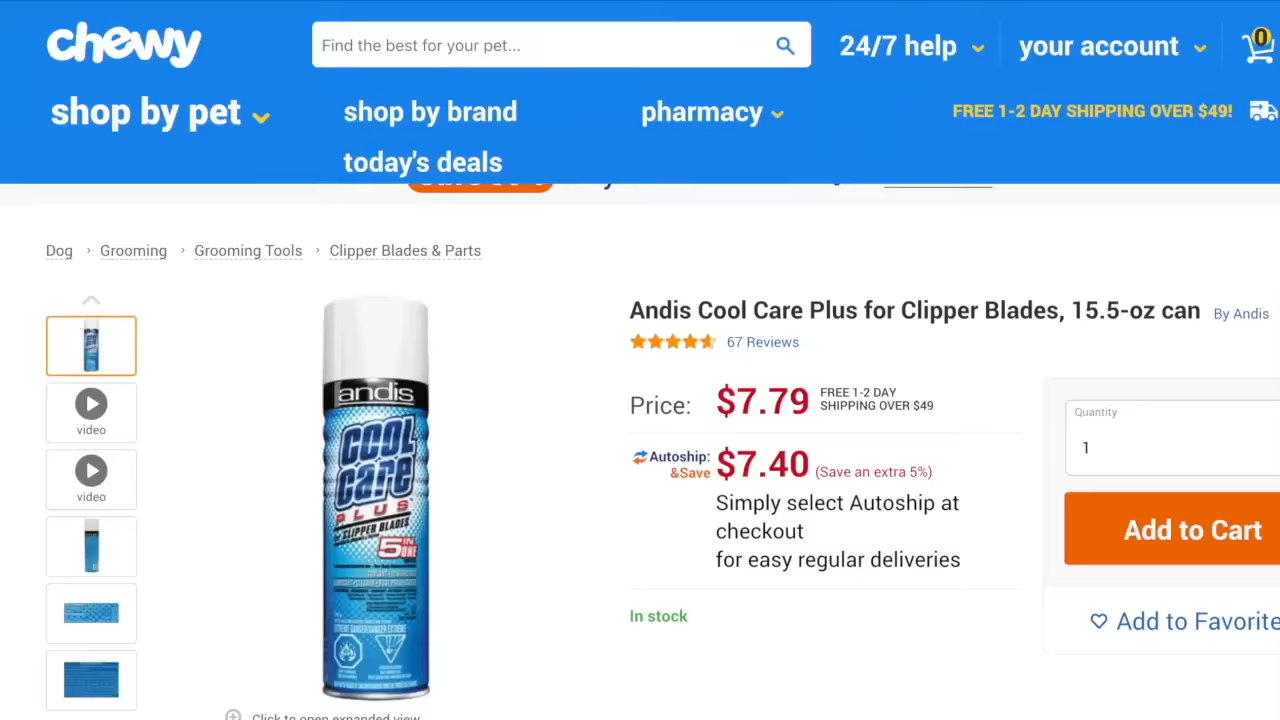 chewy
Find the best for your pet...
24/7 help
your account
0
shop by pet
shop by brand
pharmacy
FREE 1-2 DAY SHIPPING OVER $49!
today's deals
Dog › Grooming › Grooming Tools › Clipper Blades & Parts
video
video
andis
COOL
CARE
PLUS
for CLIPPER BLADES
5 IN ONE
Click to open expanded view
Andis Cool Care Plus for Clipper Blades, 15.5-oz can By Andis
67 Reviews
Price: $7.79 FREE 1-2 DAY
SHIPPING OVER $49
Autoship: $7.40 (Save an extra 5%)
&Save
Simply select Autoship at
checkout
for easy regular deliveries
In stock
Quantity
1
Add to Cart
Add to Favorite